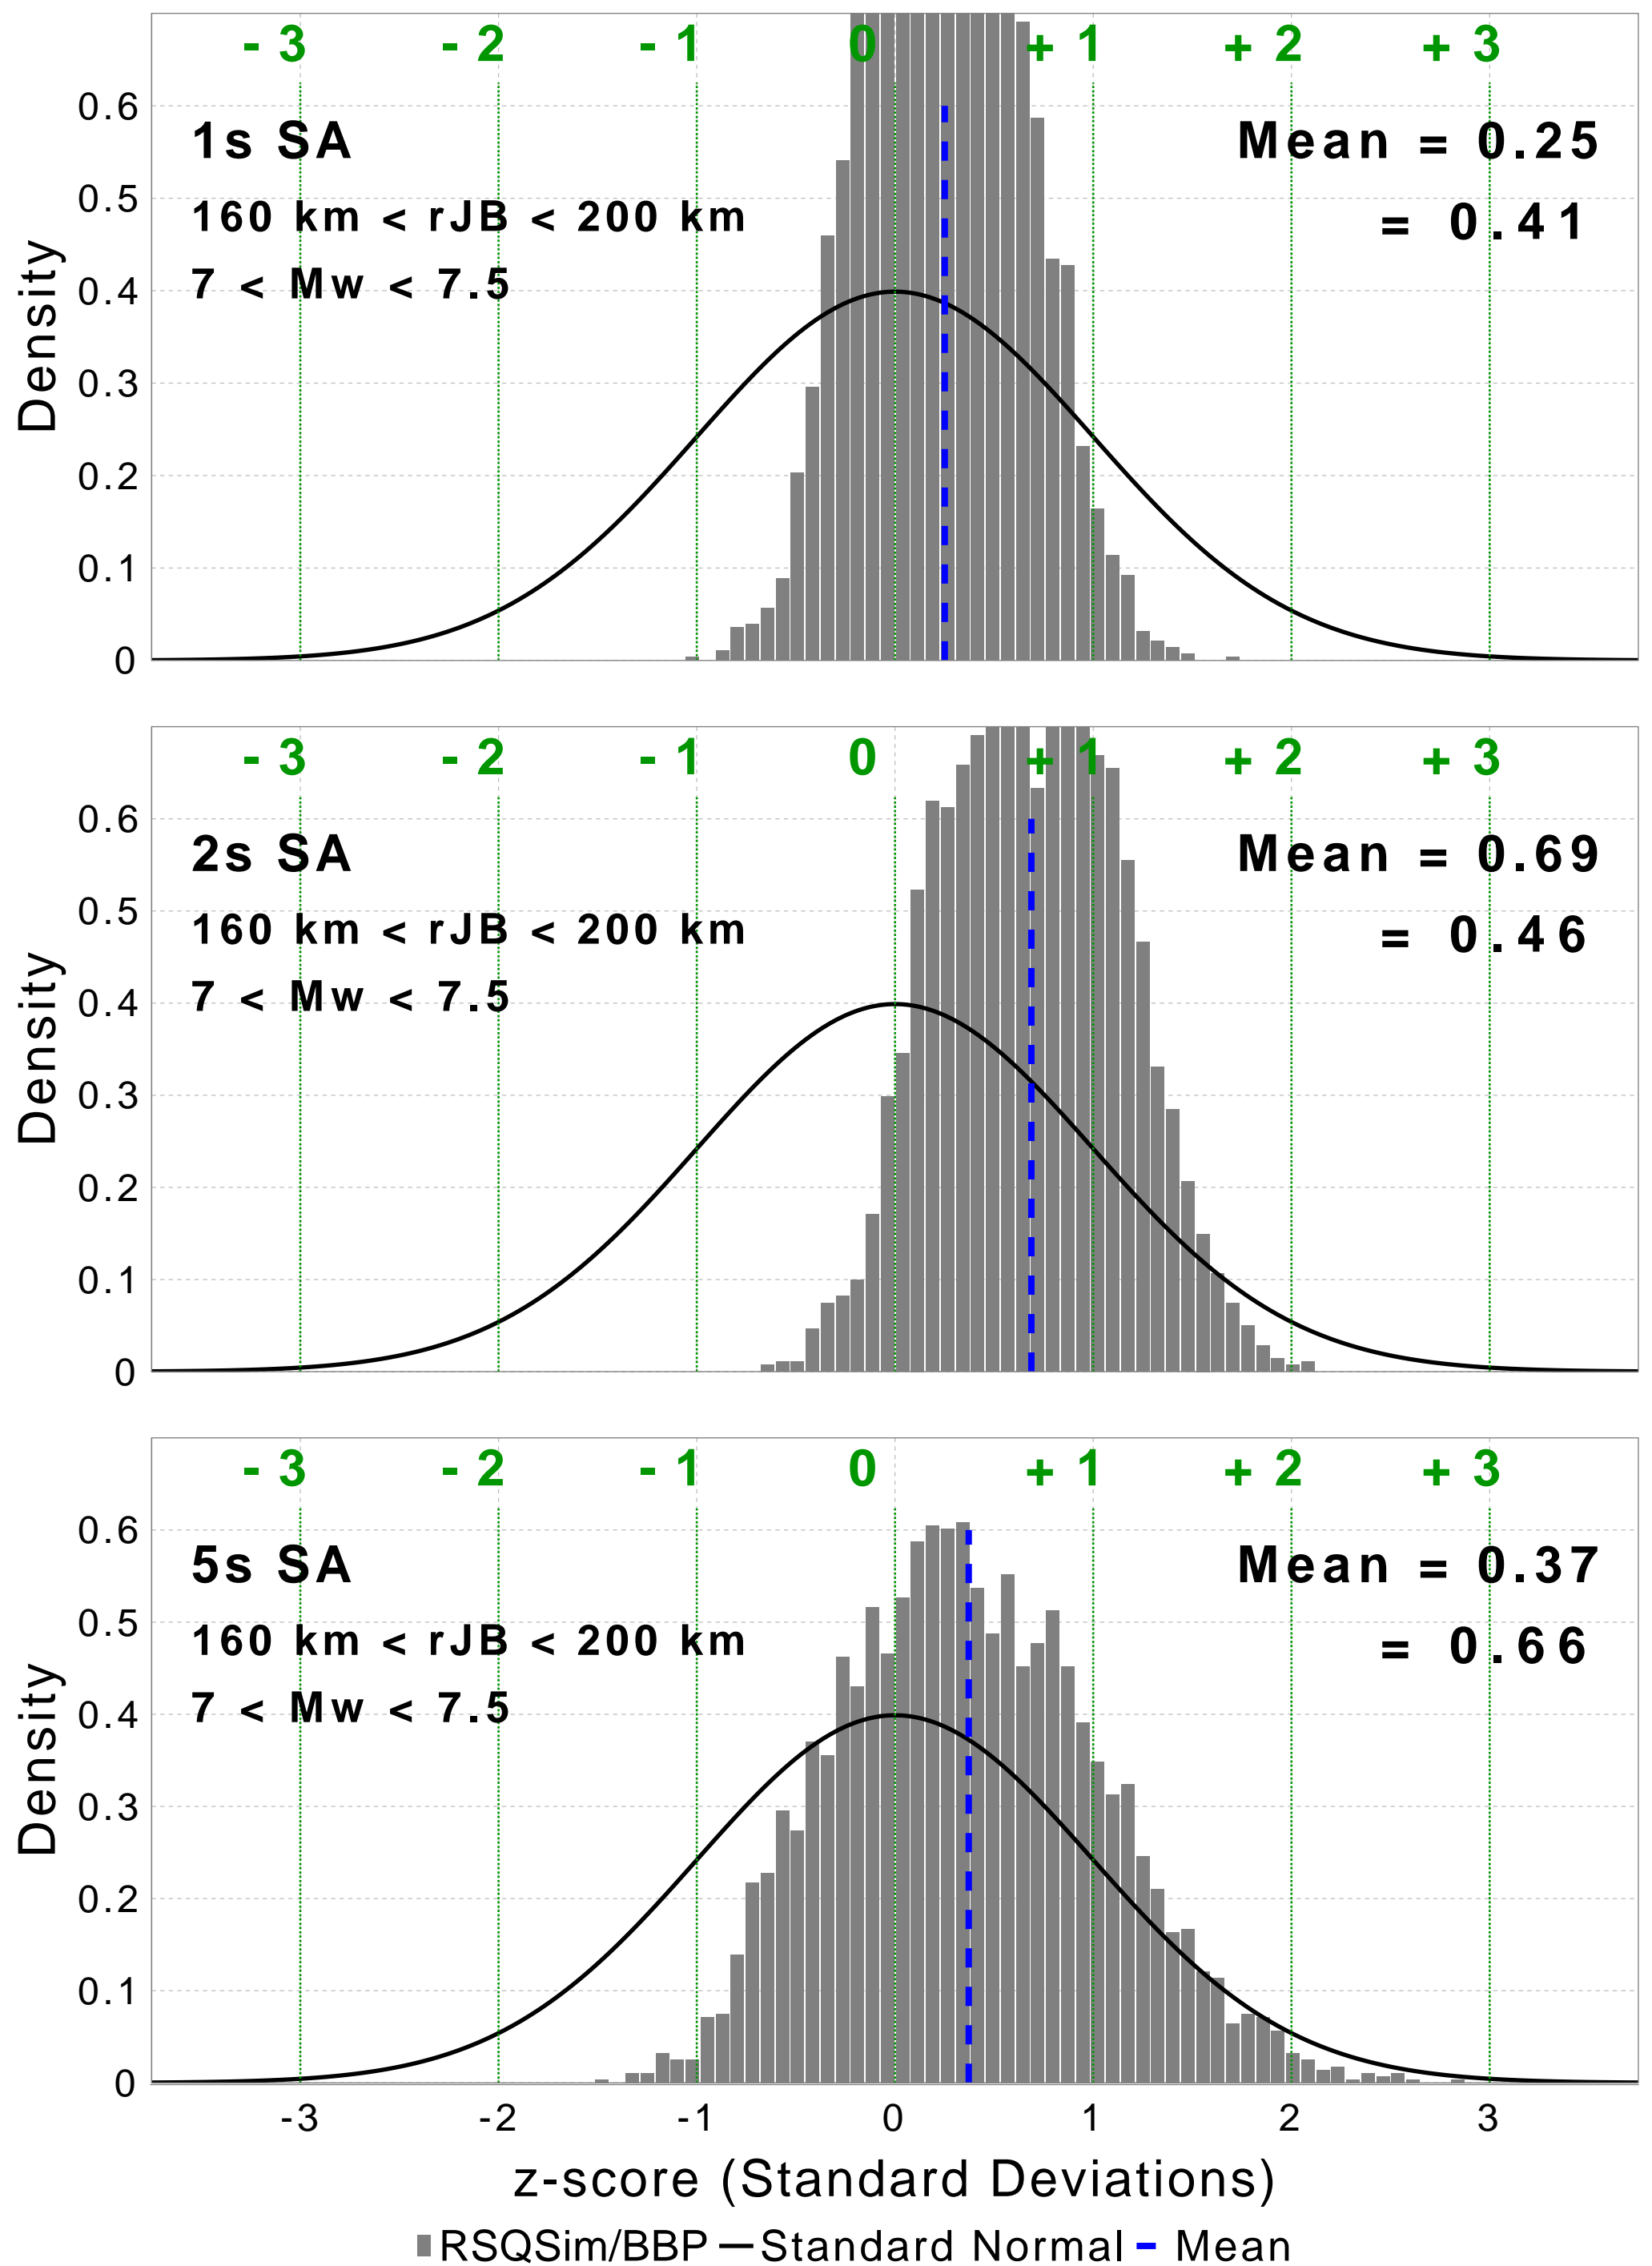 - 3 - 2 - 1 0 + 1 + 2 + 3
0.6
1s SA Mean = 0.25
0.5
160 km < rJB < 200 km = 0.41
7 < Mw < 7.5
0.4
0.3
0.2
0.1
0
Density
- 3 - 2 - 1 0 + 1 + 2 + 3
0.6
2s SA Mean = 0.69
0.5
160 km < rJB < 200 km = 0.46
7 < Mw < 7.5
0.4
0.3
0.2
0.1
0
Density
- 3 - 2 - 1 0 + 1 + 2 + 3
0.6
5s SA Mean = 0.37
0.5
160 km < rJB < 200 km = 0.66
7 < Mw < 7.5
0.4
0.3
0.2
0.1
0
Density
-3 -2 -1 0 1 2 3
z-score (Standard Deviations)
RSQSim/BBP Standard Normal Mean